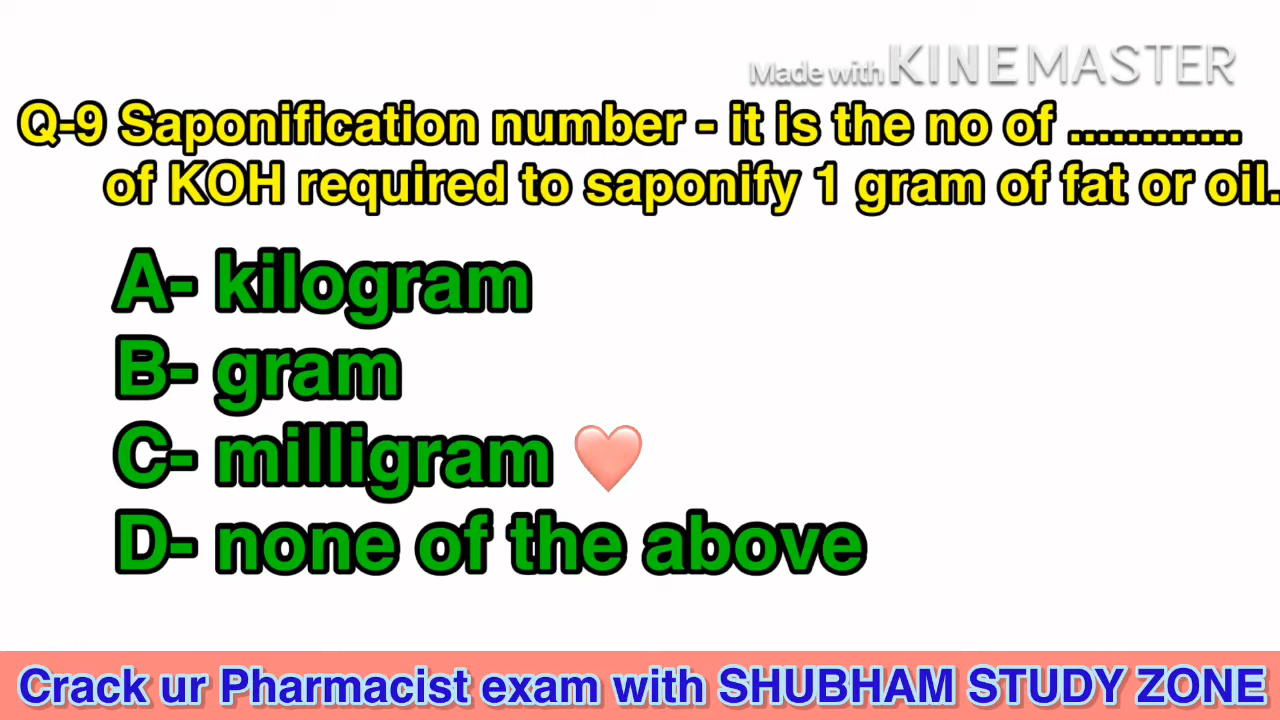 Made with KINEMASTER
Q-9 Saponification number - it is the no of ............
of KOH required to saponify 1 gram of fat or oil.
A- kilogram
B- gram
C- milligram
D- none of the above
Crack ur Pharmacist exam with SHUBHAM STUDY ZONE